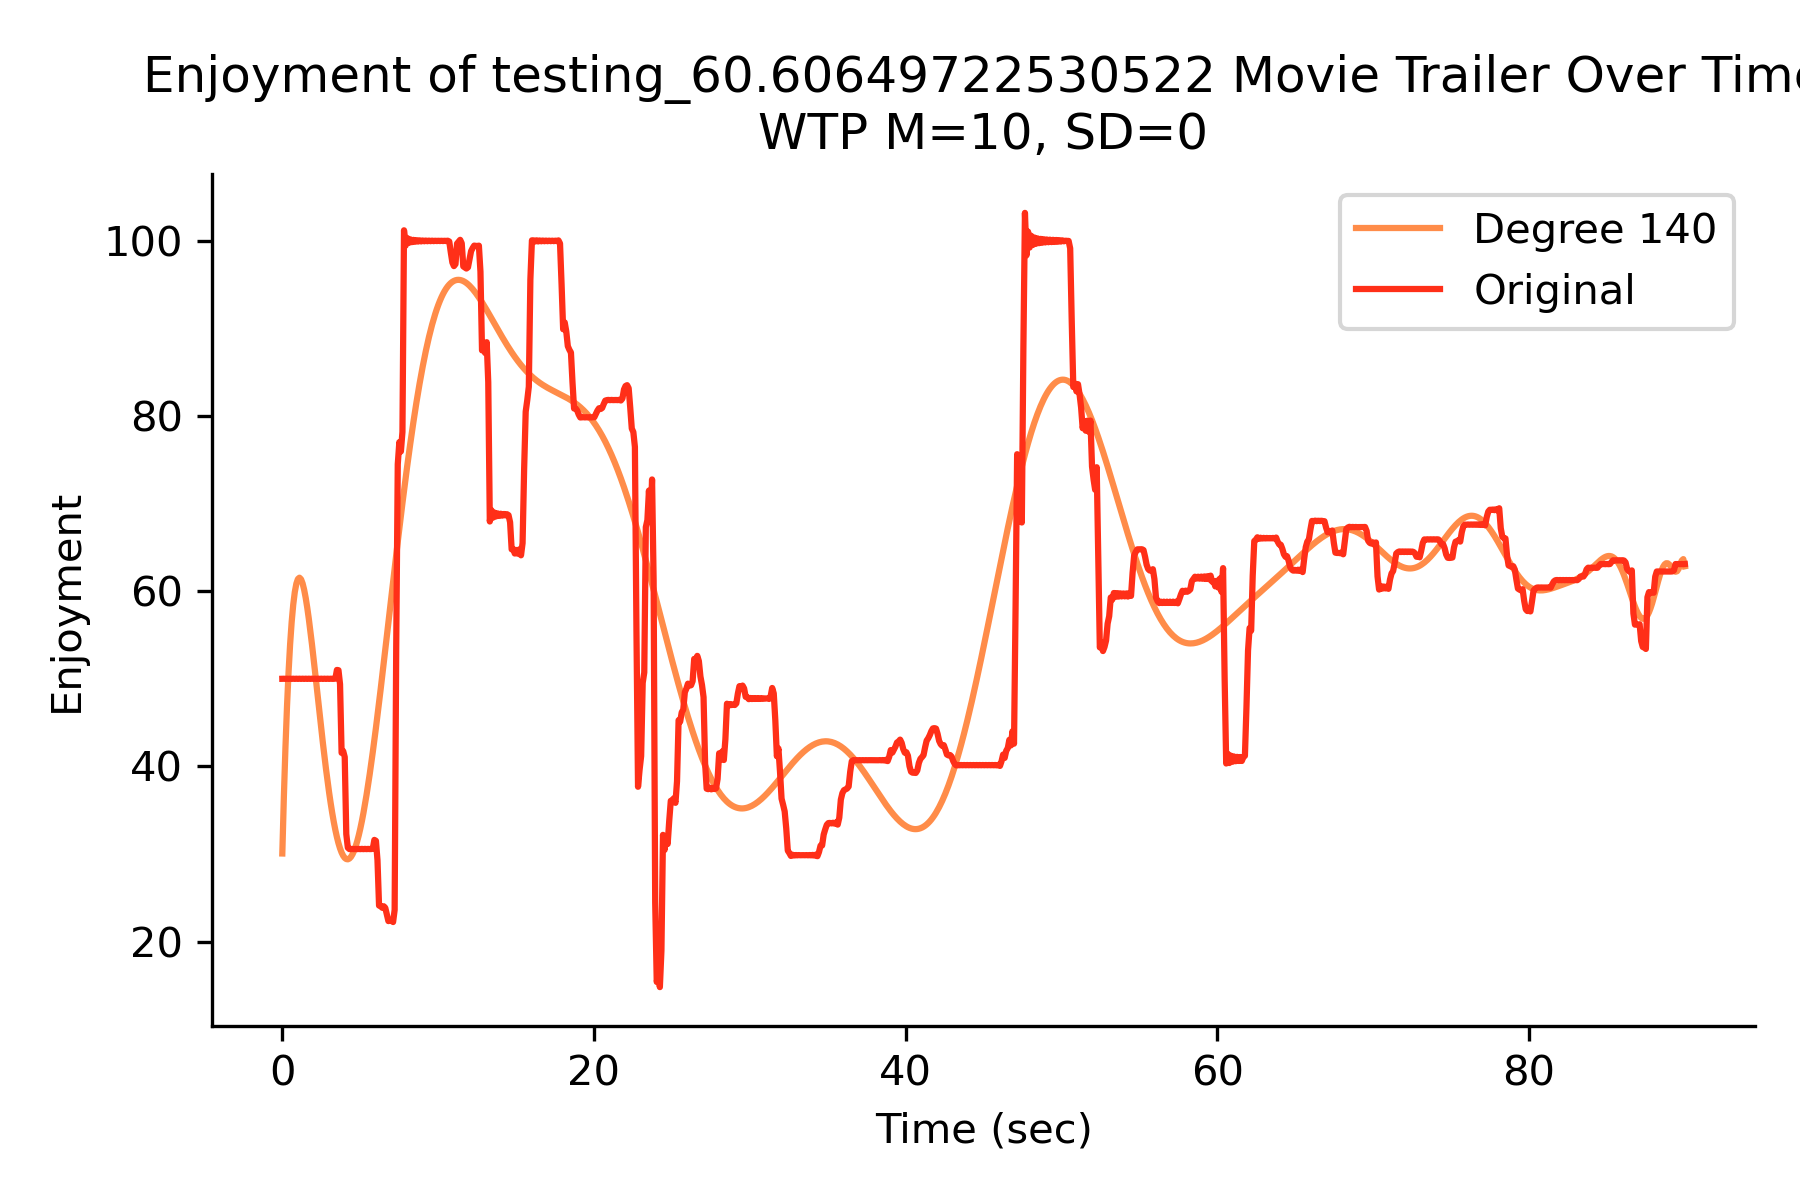 Enjoyment of testing_60.60649722530522 Movie Trailer Over Time
WTP M=10, SD=0
Degree 140
Original
100
80
60
40
20
Enjoyment
0 20 40 60 80
Time (sec)